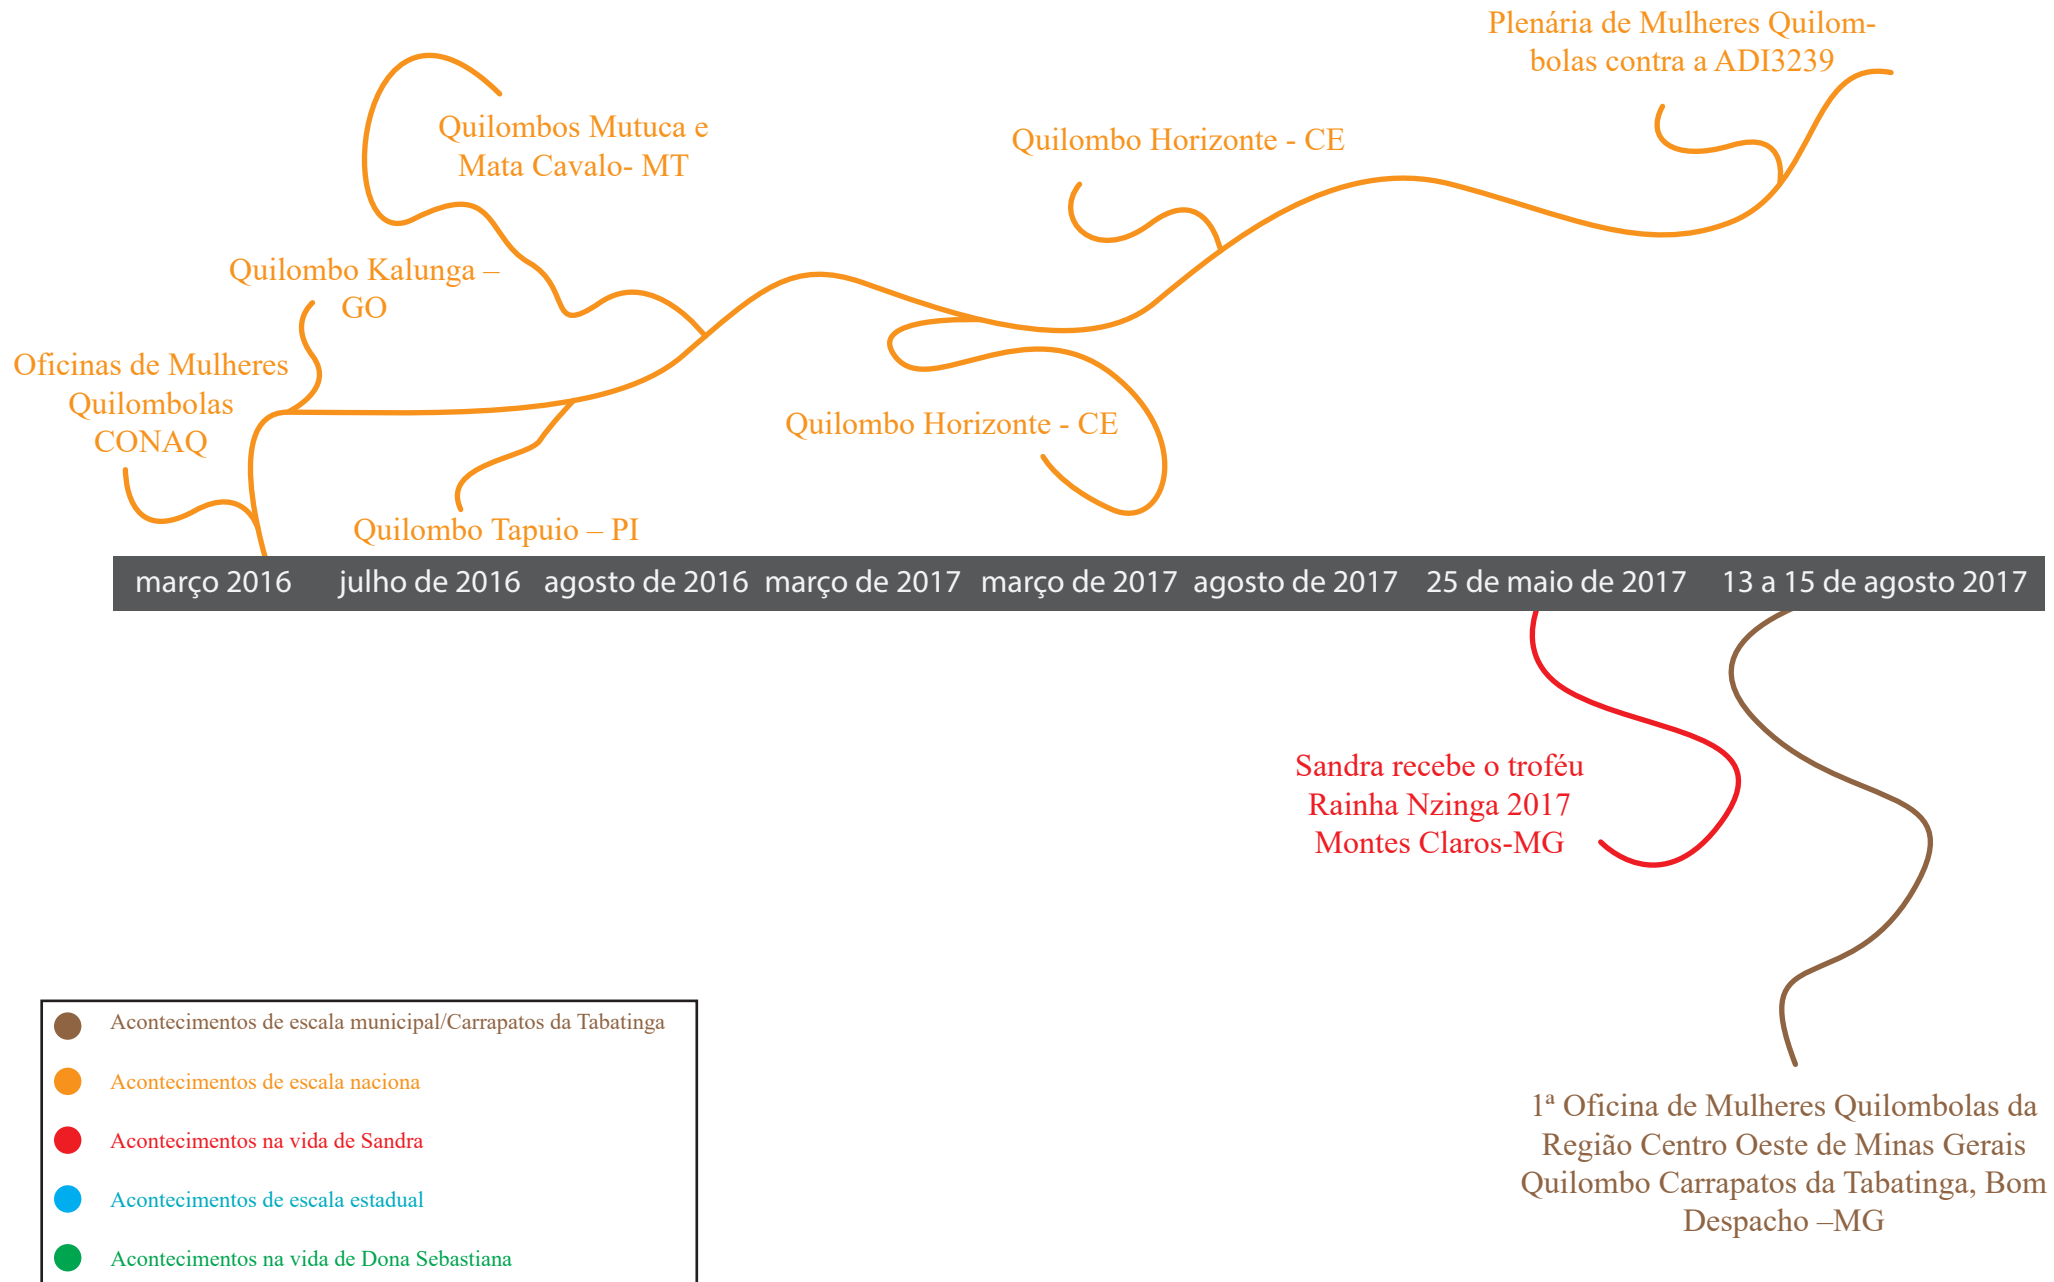 Plenária de Mulheres Quilom-
bolas contra a ADI3239
Quilombos Mutuca e
Mata Cavalo- MT
Quilombo Horizonte - CE
Quilombo Kalunga –
GO
Oficinas de Mulheres
Quilombolas
CONAQ
Quilombo Horizonte - CE
Quilombo Tapuio – PI
março 2016
julho de 2016
agosto de 2016
março de 2017
março de 2017
agosto de 2017
25 de maio de 2017
13 a 15 de agosto 2017
Sandra recebe o troféu
Rainha Nzinga 2017
Montes Claros-MG
1ª Oficina de Mulheres Quilombolas da
Região Centro Oeste de Minas Gerais
Quilombo Carrapatos da Tabatinga, Bom
Despacho –MG
Acontecimentos de escala municipal/Carrapatos da Tabatinga
Acontecimentos de escala naciona
Acontecimentos na vida de Sandra
Acontecimentos de escala estadual
Acontecimentos na vida de Dona Sebastiana